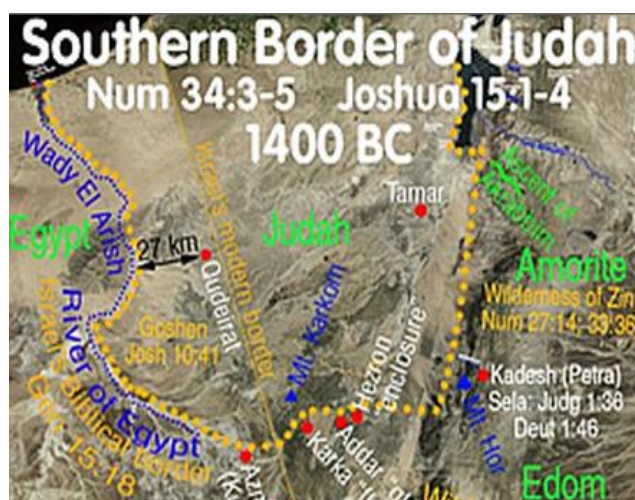 Southern Border of Judah
Num 34:3-5 Joshua 15:1-4
1400 BC
Wady El Arish
Israel's modern border
Tamar
Ascent of
Egypt
27 km
Judah
Oudeirat
Amorite
Wilderness of Zin
Num 27:14; 33:36
Goshen
Josh 10:41
Mt. Karkom
Hezron
enclosure"
River of Egypt
Israel's Biblical border
Gen 15:18
Kadesh (Petra)
Sela: Judg 1:36
Deut 1:46
Mt. Hor
Karka
Addar
Edom